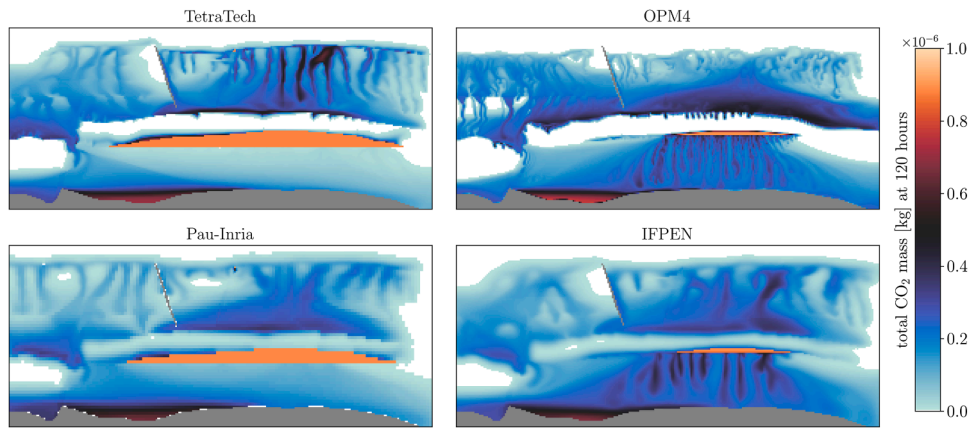 TetraTech
OPM4
Pau-Inria
IFPEN
×10⁻⁶
1.0
0.8
0.6
0.4
0.2
0.0
total CO₂ mass [kg] at 120 hours